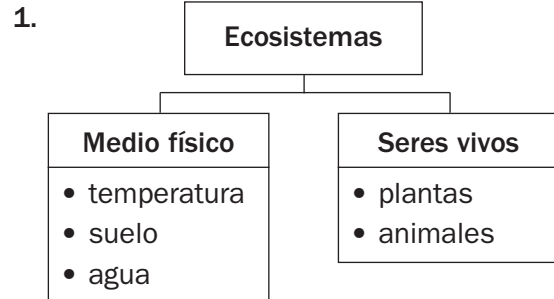 1.
Ecosistemas
Medio físico
• temperatura
• suelo
• agua
Seres vivos
• plantas
• animales